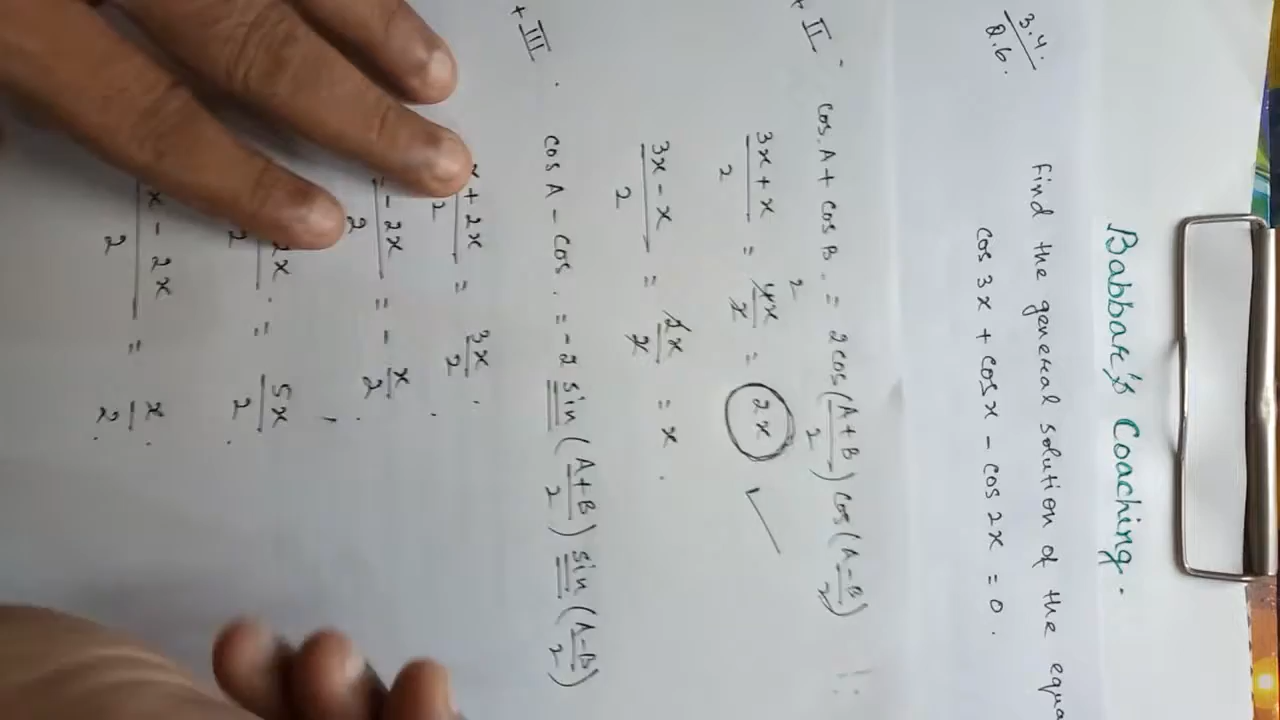 Babbar's Coaching.
3.4.
Q.6.
Find the general solution of the equa
cos 3x + cos x - cos 2x = 0.
+ II - cos A + cos B = 2 cos (A+B/2) cos (A-B/2)
3x + x / 2 = 4x / 2 = 2x
3x - x / 2 = 2x / 2 = x.
+ III. cos A - cos = -2 sin (A+B/2) sin (A-B/2)
+ 2x / 2 = 3x/2.
- 2x / 2 = - x/2.
2x / 2 = 5x/2.
x - 2x / 2 = x/2.